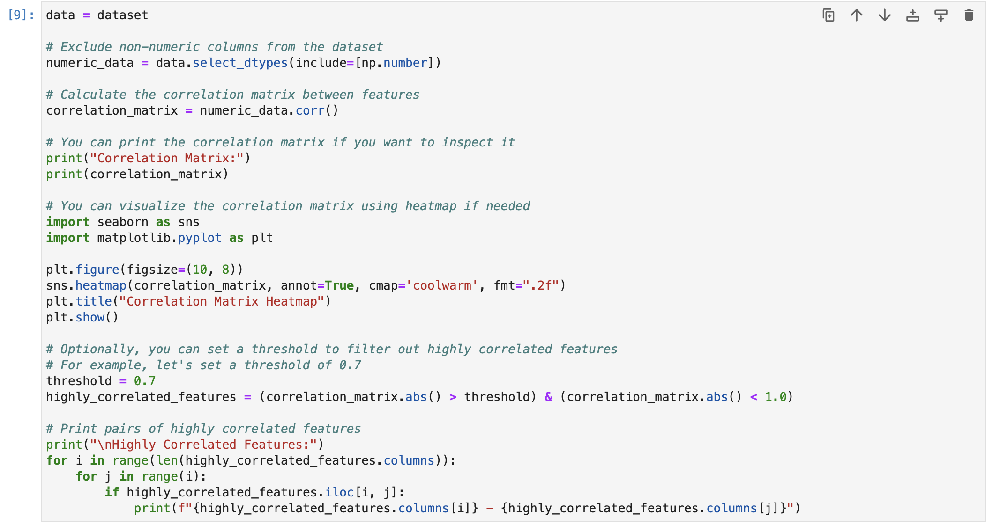 [9]: data = dataset
# Exclude non-numeric columns from the dataset
numeric_data = data.select_dtypes(include=[np.number])
# Calculate the correlation matrix between features
correlation_matrix = numeric_data.corr()
# You can print the correlation matrix if you want to inspect it
print("Correlation Matrix:")
print(correlation_matrix)
# You can visualize the correlation matrix using heatmap if needed
import seaborn as sns
import matplotlib.pyplot as plt
plt.figure(figsize=(10, 8))
sns.heatmap(correlation_matrix, annot=True, cmap='coolwarm', fmt=".2f")
plt.title("Correlation Matrix Heatmap")
plt.show()
# Optionally, you can set a threshold to filter out highly correlated features
# For example, let's set a threshold of 0.7
threshold = 0.7
highly_correlated_features = (correlation_matrix.abs() > threshold) & (correlation_matrix.abs() < 1.0)
# Print pairs of highly correlated features
print("\nHighly Correlated Features:")
for i in range(len(highly_correlated_features.columns)):
    for j in range(i):
        if highly_correlated_features.iloc[i, j]:
            print(f"{highly_correlated_features.columns[i]} - {highly_correlated_features.columns[j]}")